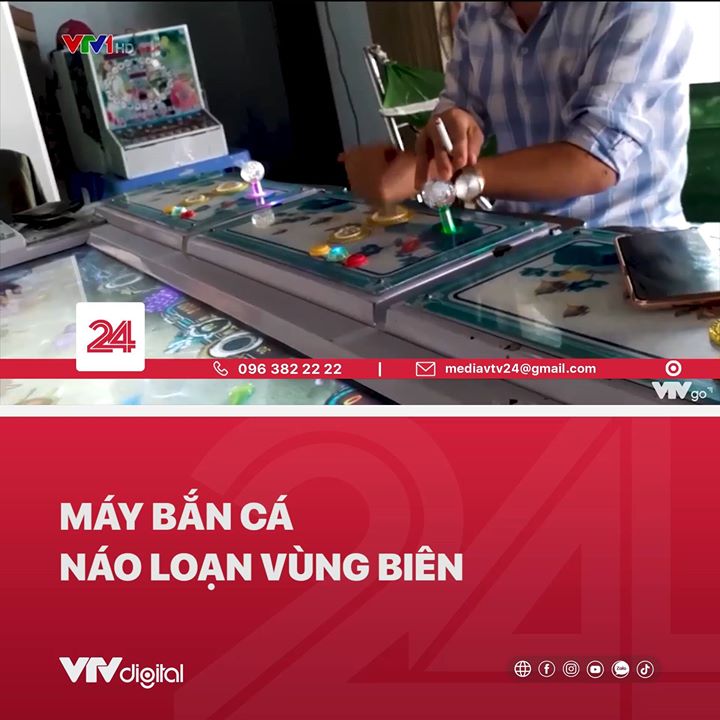 VTV1 HD
24
096 382 22 22 | mediavtv24@gmail.com
VTV go
MÁY BẮN CÁ
NÁO LOẠN VÙNG BIÊN
VTV digital
Zalo